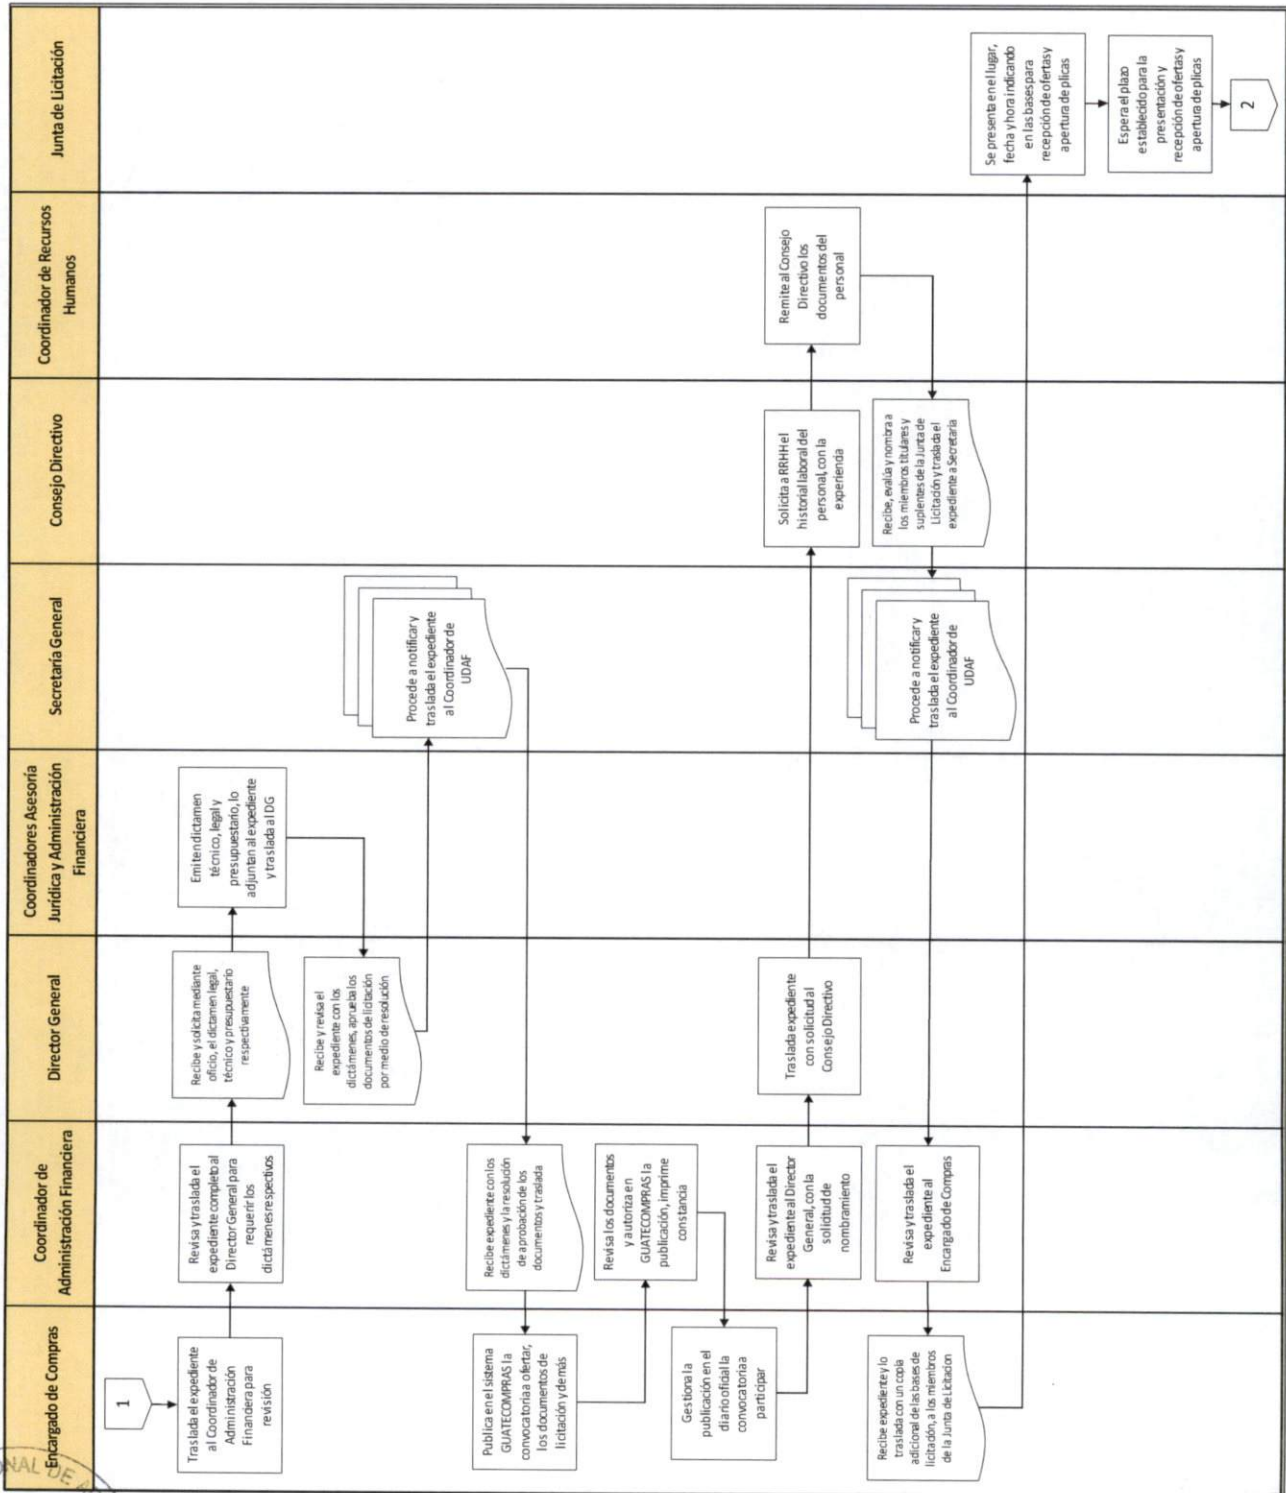 Encargado de Compras
Coordinador de
Administración Financiera
Director General
Coordinadores Asesoría
Jurídica y Administración
Financiera
Secretaría General
Consejo Directivo
Coordinador de Recursos
Humanos
Junta de Licitación
1
Traslada el expediente
al Coordinador de
Administración
Financiera para
revisión
Revisa y traslada el
expediente completo al
Director General para
requerir los
dictámenes respectivos
Recibe y solicita mediante
oficio, el dictamen legal,
técnico y presupuestario
respectivamente
Emiten dictamen
técnico, legal y
presupuestario, lo
adjuntan al expediente
y traslada al DG
Recibe y revisa el
expediente con los
dictámenes, aprueba los
documentos de licitación
por medio de resolución
Procede a notificar y
traslada el expediente
al Coordinador de
UDAF
Recibe expediente con los
dictámenes y la resolución
de aprobación de los
documentos y traslada
Publica en el sistema
GUATECOMPRAS la
convocatoria a ofertar,
los documentos de
licitación y demás
Revisa los documentos
y autoriza en
GUATECOMPRAS la
publicación, imprime
constancia
Gestiona la
publicación en el
diario oficial la
convocatoria a
participar
Revisa y traslada el
expediente al Director
General, con la
solicitud de
nombramiento
Traslada expediente
con solicitud al
Consejo Directivo
Solicita a RRHH el
historial laboral del
personal, con la
experiencia
Remite al Consejo
Directivo los
documentos del
personal
Recibe, evalúa y nombra a
los miembros titulares y
suplentes de la Junta de
Licitación y traslada el
expediente a Secretaría
Procede a notificar y
traslada el expediente
al Coordinador de
UDAF
Revisa y traslada el
expediente al
Encargado de Compras
Recibe expediente y lo
traslada con un copia
adicional de las bases de
licitación, a los miembros
de la Junta de Licitacion
Se presenta en el lugar,
fecha y hora indicando
en las bases para
recepción de ofertas y
apertura de plicas
Espera el plazo
establecido para la
presentación y
recepción de ofertas y
apertura de plicas
2
DE